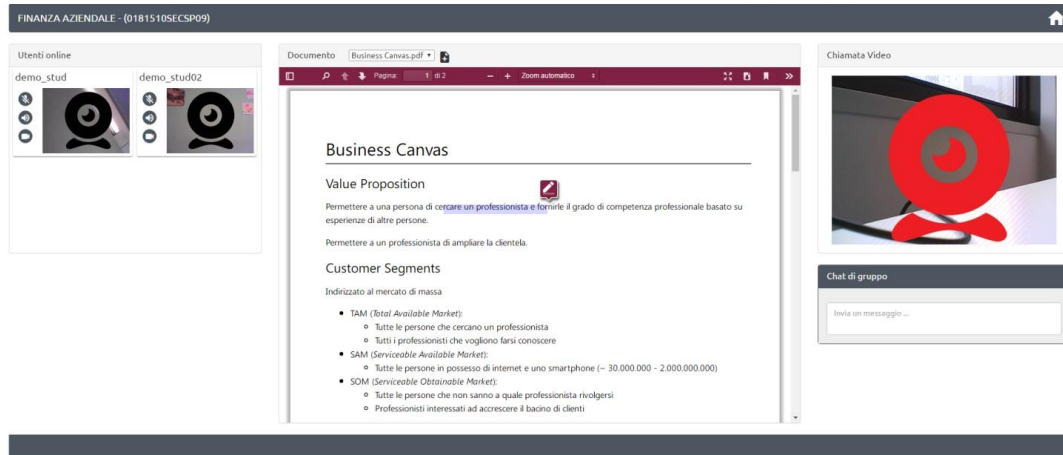 FINANZA AZIENDALE - (0181510SECSP09)
Utenti online
demo_stud
demo_stud02
Documento
Business Canvas.pdf
Pagina: 1 di 2
Zoom automatico
Business Canvas
Value Proposition
Permettere a una persona di cercare un professionista e fornirle il grado di competenza professionale basato su
esperienze di altre persone.
Permettere a un professionista di ampliare la clientela.
Customer Segments
Indirizzato al mercato di massa
TAM (Total Available Market):
Tutte le persone che cercano un professionista
Tutti i professionisti che vogliono farsi conoscere
SAM (Serviceable Available Market):
Tutte le persone in possesso di internet e uno smartphone (~ 30.000.000 - 2.000.000.000)
SOM (Serviceable Obtainable Market):
Tutte le persone che non sanno a quale professionista rivolgersi
Professionisti interessati ad accrescere il bacino di clienti
Chiamata Video
Chat di gruppo
Invia un messaggio ...